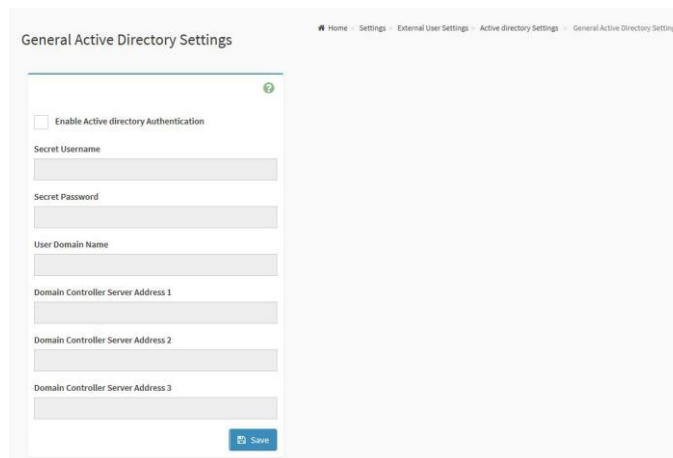 Home > Settings > External User Settings > Active directory Settings > General Active Directory Setting
General Active Directory Settings
Enable Active directory Authentication
Secret Username
Secret Password
User Domain Name
Domain Controller Server Address 1
Domain Controller Server Address 2
Domain Controller Server Address 3
Save